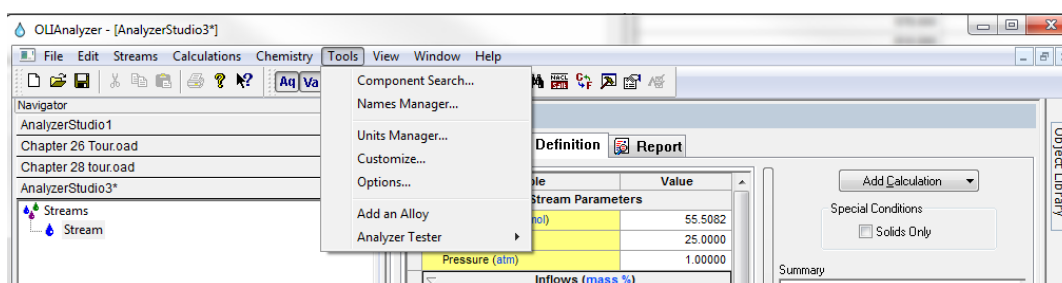 OLIAnalyzer - [AnalyzerStudio3*]
File Edit Streams Calculations Chemistry Tools View Window Help
Aq Va
Component Search...
Names Manager...
Units Manager...
Customize...
Options...
Add an Alloy
Analyzer Tester
Navigator
AnalyzerStudio1
Chapter 26 Tour.oad
Chapter 28 tour.oad
AnalyzerStudio3*
Streams
Stream
Definition Report
Value
Stream Parameters
55.5082
25.0000
Pressure (atm) 1.00000
Inflows (mass %)
Add Calculation
Special Conditions
Solids Only
Summary
Object Library